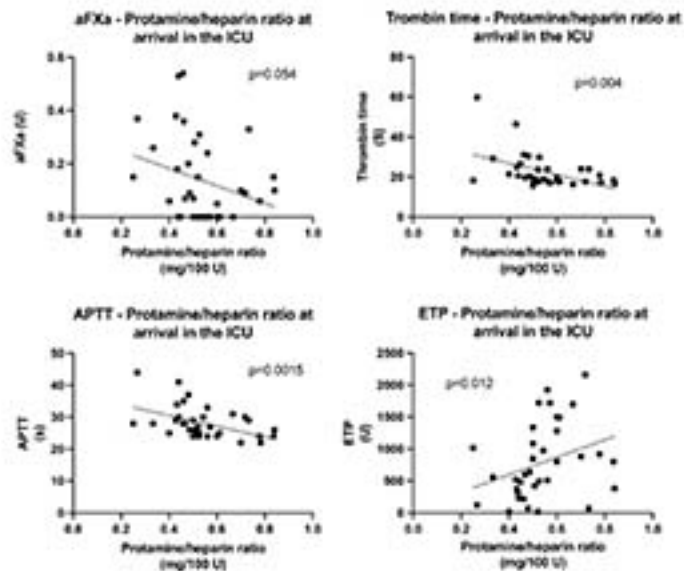 aFXa - Protamine/heparin ratio at
arrival in the ICU
p=0.054
aFXa (U)
0.6
0.4
0.2
0.0
0.0 0.2 0.4 0.6 0.8 1.0
Protamine/heparin ratio
(mg/100 U)
Trombin time - Protamine/heparin ratio at
arrival in the ICU
p=0.004
Thrombin time
(S)
80
60
40
20
0
0.0 0.2 0.4 0.6 0.8 1.0
Protamine/heparin ratio
(mg/100 U)
APTT - Protamine/heparin ratio at
arrival in the ICU
p=0.0015
APTT
(s)
50
40
30
20
10
0.0 0.2 0.4 0.6 0.8 1.0
Protamine/heparin ratio
(mg/100 U)
ETP - Protamine/heparin ratio at
arrival in the ICU
p=0.012
ETP
(U)
2500
2000
1500
1000
500
0
0.0 0.2 0.4 0.6 0.8 1.0
Protamine/heparin ratio
(mg/100 U)